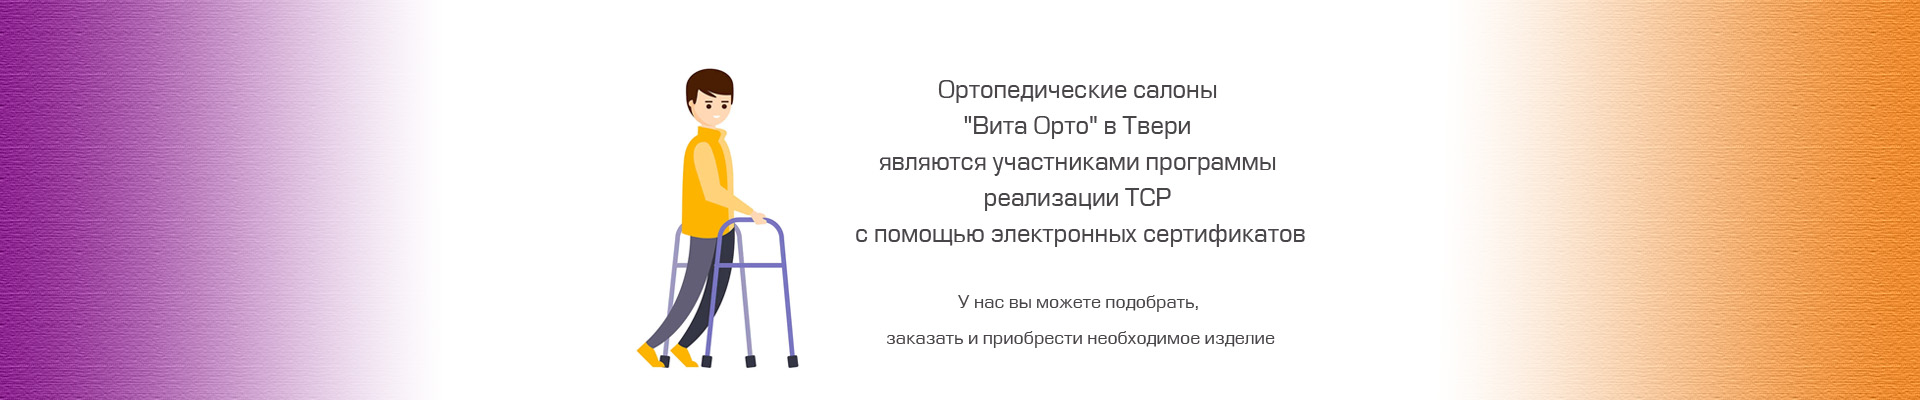 Ортопедические салоны
"Вита Орто" в Твери
являются участниками программы
реализации ТСР
с помощью электронных сертификатов
У нас вы можете подобрать,
заказать и приобрести необходимое изделие